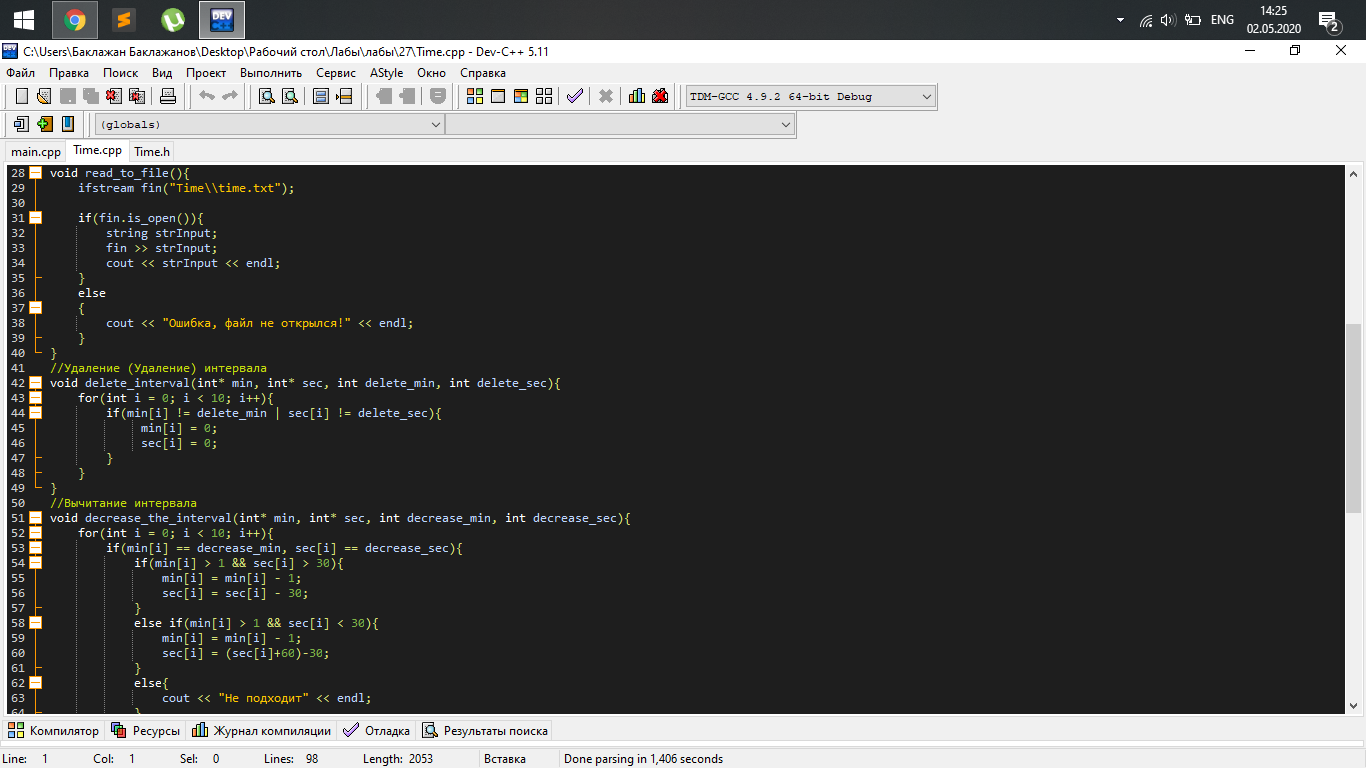 DEV
ENG
14:25
02.05.2020
2
C:\Users\Баклажан Баклажанов\Desktop\Рабочий стол\Лабы\лабы\27\Time.cpp - Dev-C++ 5.11
Файл Правка Поиск Вид Проект Выполнить Сервис AStyle Окно Справка
TDM-GCC 4.9.2 64-bit Debug
(globals)
main.cpp Time.cpp Time.h
28 void read_to_file(){
29 ifstream fin("Time\\time.txt");
30
31 if(fin.is_open()){
32 string strInput;
33 fin >> strInput;
34 cout << strInput << endl;
35 }
36 else
37 {
38 cout << "Ошибка, файл не открылся!" << endl;
39 }
40 }
41 //Удаление (Удаление) интервала
42 void delete_interval(int* min, int* sec, int delete_min, int delete_sec){
43 for(int i = 0; i < 10; i++){
44 if(min[i] != delete_min | sec[i] != delete_sec){
45 min[i] = 0;
46 sec[i] = 0;
47 }
48 }
49 }
50 //Вычитание интервала
51 void decrease_the_interval(int* min, int* sec, int decrease_min, int decrease_sec){
52 for(int i = 0; i < 10; i++){
53 if(min[i] == decrease_min, sec[i] == decrease_sec){
54 if(min[i] > 1 && sec[i] > 30){
55 min[i] = min[i] - 1;
56 sec[i] = sec[i] - 30;
57 }
58 else if(min[i] > 1 && sec[i] < 30){
59 min[i] = min[i] - 1;
60 sec[i] = (sec[i]+60)-30;
61 }
62 else{
63 cout << "Не подходит" << endl;
64 }
Компилятор Ресурсы Журнал компиляции Отладка Результаты поиска
Line: 1 Col: 1 Sel: 0 Lines: 98 Length: 2053 Вставка Done parsing in 1,406 seconds